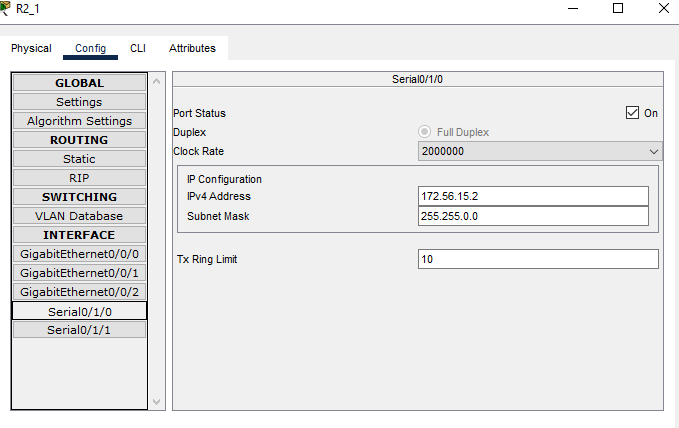 R2_1
Physical Config CLI Attributes
GLOBAL
Settings
Algorithm Settings
ROUTING
Static
RIP
SWITCHING
VLAN Database
INTERFACE
GigabitEthernet0/0/0
GigabitEthernet0/0/1
GigabitEthernet0/0/2
Serial0/1/0
Serial0/1/1
Serial0/1/0
Port Status On
Duplex Full Duplex
Clock Rate 2000000
IP Configuration
IPv4 Address 172.56.15.2
Subnet Mask 255.255.0.0
Tx Ring Limit 10